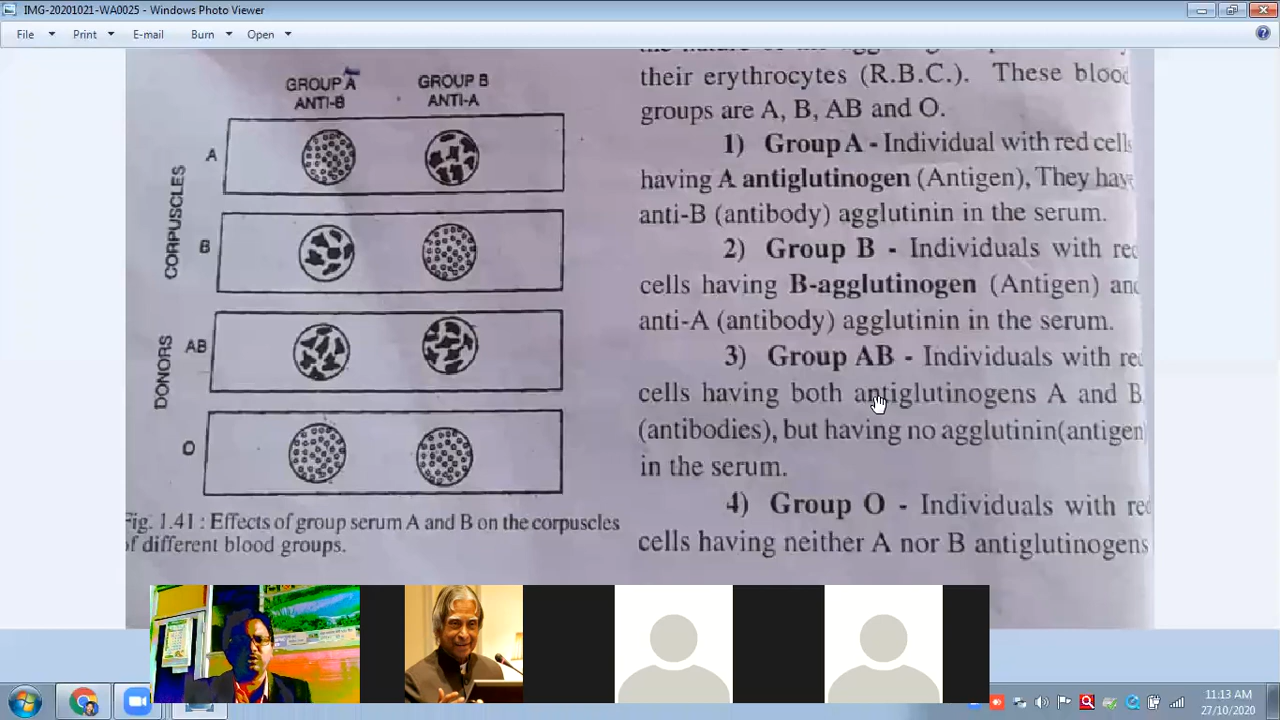 IMG-20201021-WA0025 - Windows Photo Viewer
File Print E-mail Burn Open
GROUP A GROUP B
ANTI-B ANTI-A
CORPUSCLES
DONORS
A
B
AB
O
Fig. 1.41 : Effects of group serum A and B on the corpuscles
of different blood groups.
their erythrocytes (R.B.C.). These blood
groups are A, B, AB and O.
1) Group A - Individual with red cells
having A antiglutinogen (Antigen), They have
anti-B (antibody) agglutinin in the serum.
2) Group B - Individuals with red
cells having B-agglutinogen (Antigen) and
anti-A (antibody) agglutinin in the serum.
3) Group AB - Individuals with red
cells having both antiglutinogens A and B
(antibodies), but having no agglutinin(antigen)
in the serum.
4) Group O - Individuals with red
cells having neither A nor B antiglutinogens
11:13 AM
27/10/2020